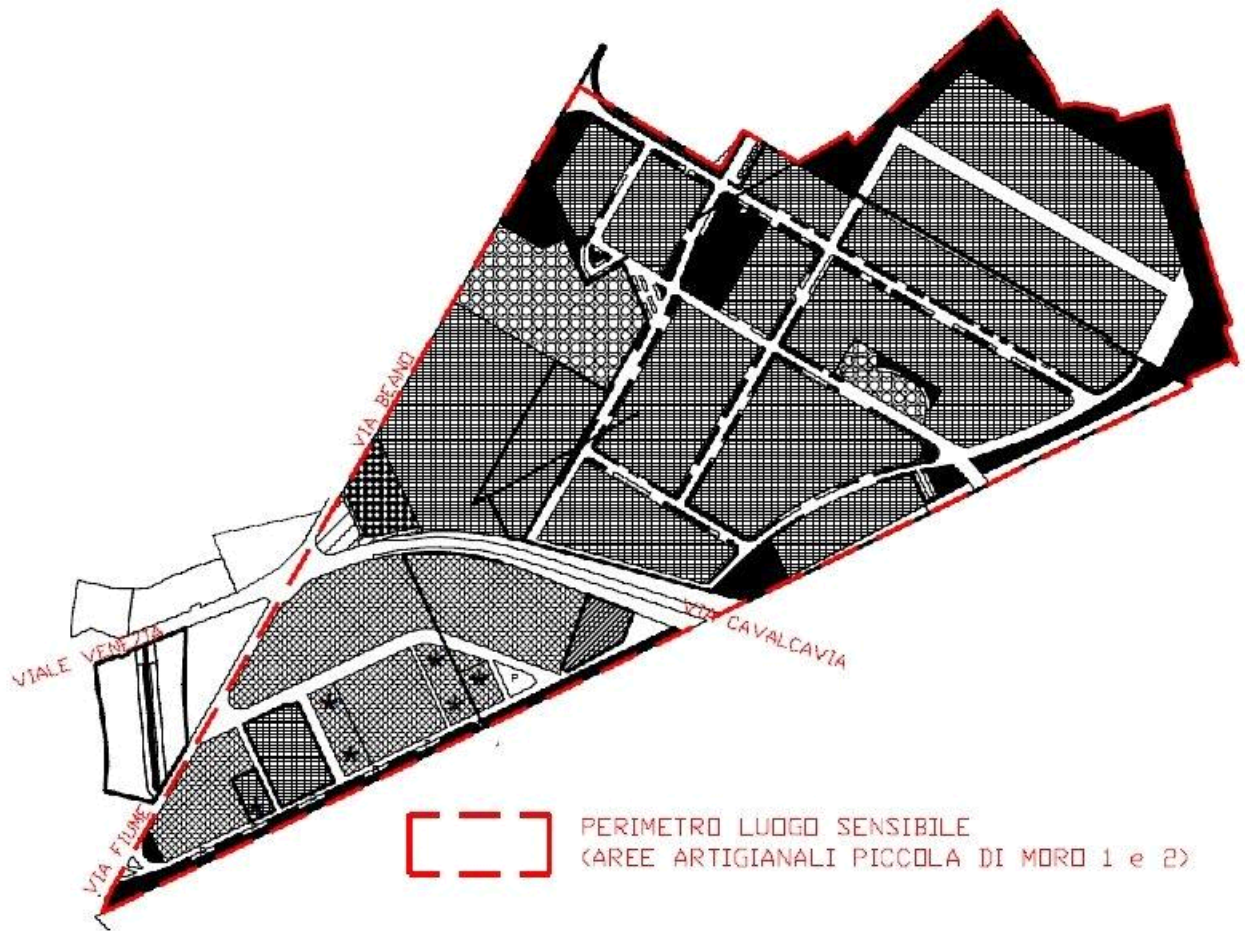 VIA BEANO
VIALE VENEZIA
VIA CAVALCAVIA
P
VIA FIUME
PERIMETRO LUOGO SENSIBILE
(AREE ARTIGIANALI PICCOLA DI MORO 1 e 2)